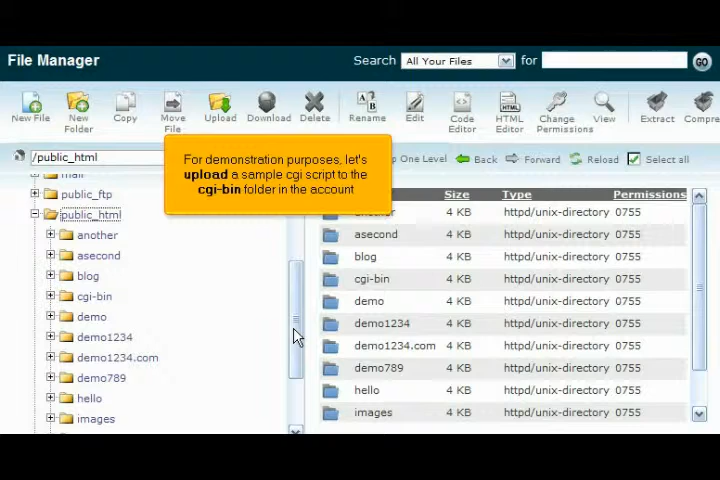 File Manager
Search All Your Files for GO
New File New Folder Copy Move File Upload Download Delete Rename Edit Code Editor HTML Editor Change Permissions View Extract Compre
/public_html
Up One Level Back Forward Reload Select all
For demonstration purposes, let's
upload a sample cgi script to the
cgi-bin folder in the account
mail
public_ftp
public_html
another
asecond
blog
cgi-bin
demo
demo1234
demo1234.com
demo789
hello
images
Size Type Permissions
another 4 KB httpd/unix-directory 0755
asecond 4 KB httpd/unix-directory 0755
blog 4 KB httpd/unix-directory 0755
cgi-bin 4 KB httpd/unix-directory 0755
demo 4 KB httpd/unix-directory 0755
demo1234 4 KB httpd/unix-directory 0755
demo1234.com 4 KB httpd/unix-directory 0755
demo789 4 KB httpd/unix-directory 0755
hello 4 KB httpd/unix-directory 0755
images 4 KB httpd/unix-directory 0755